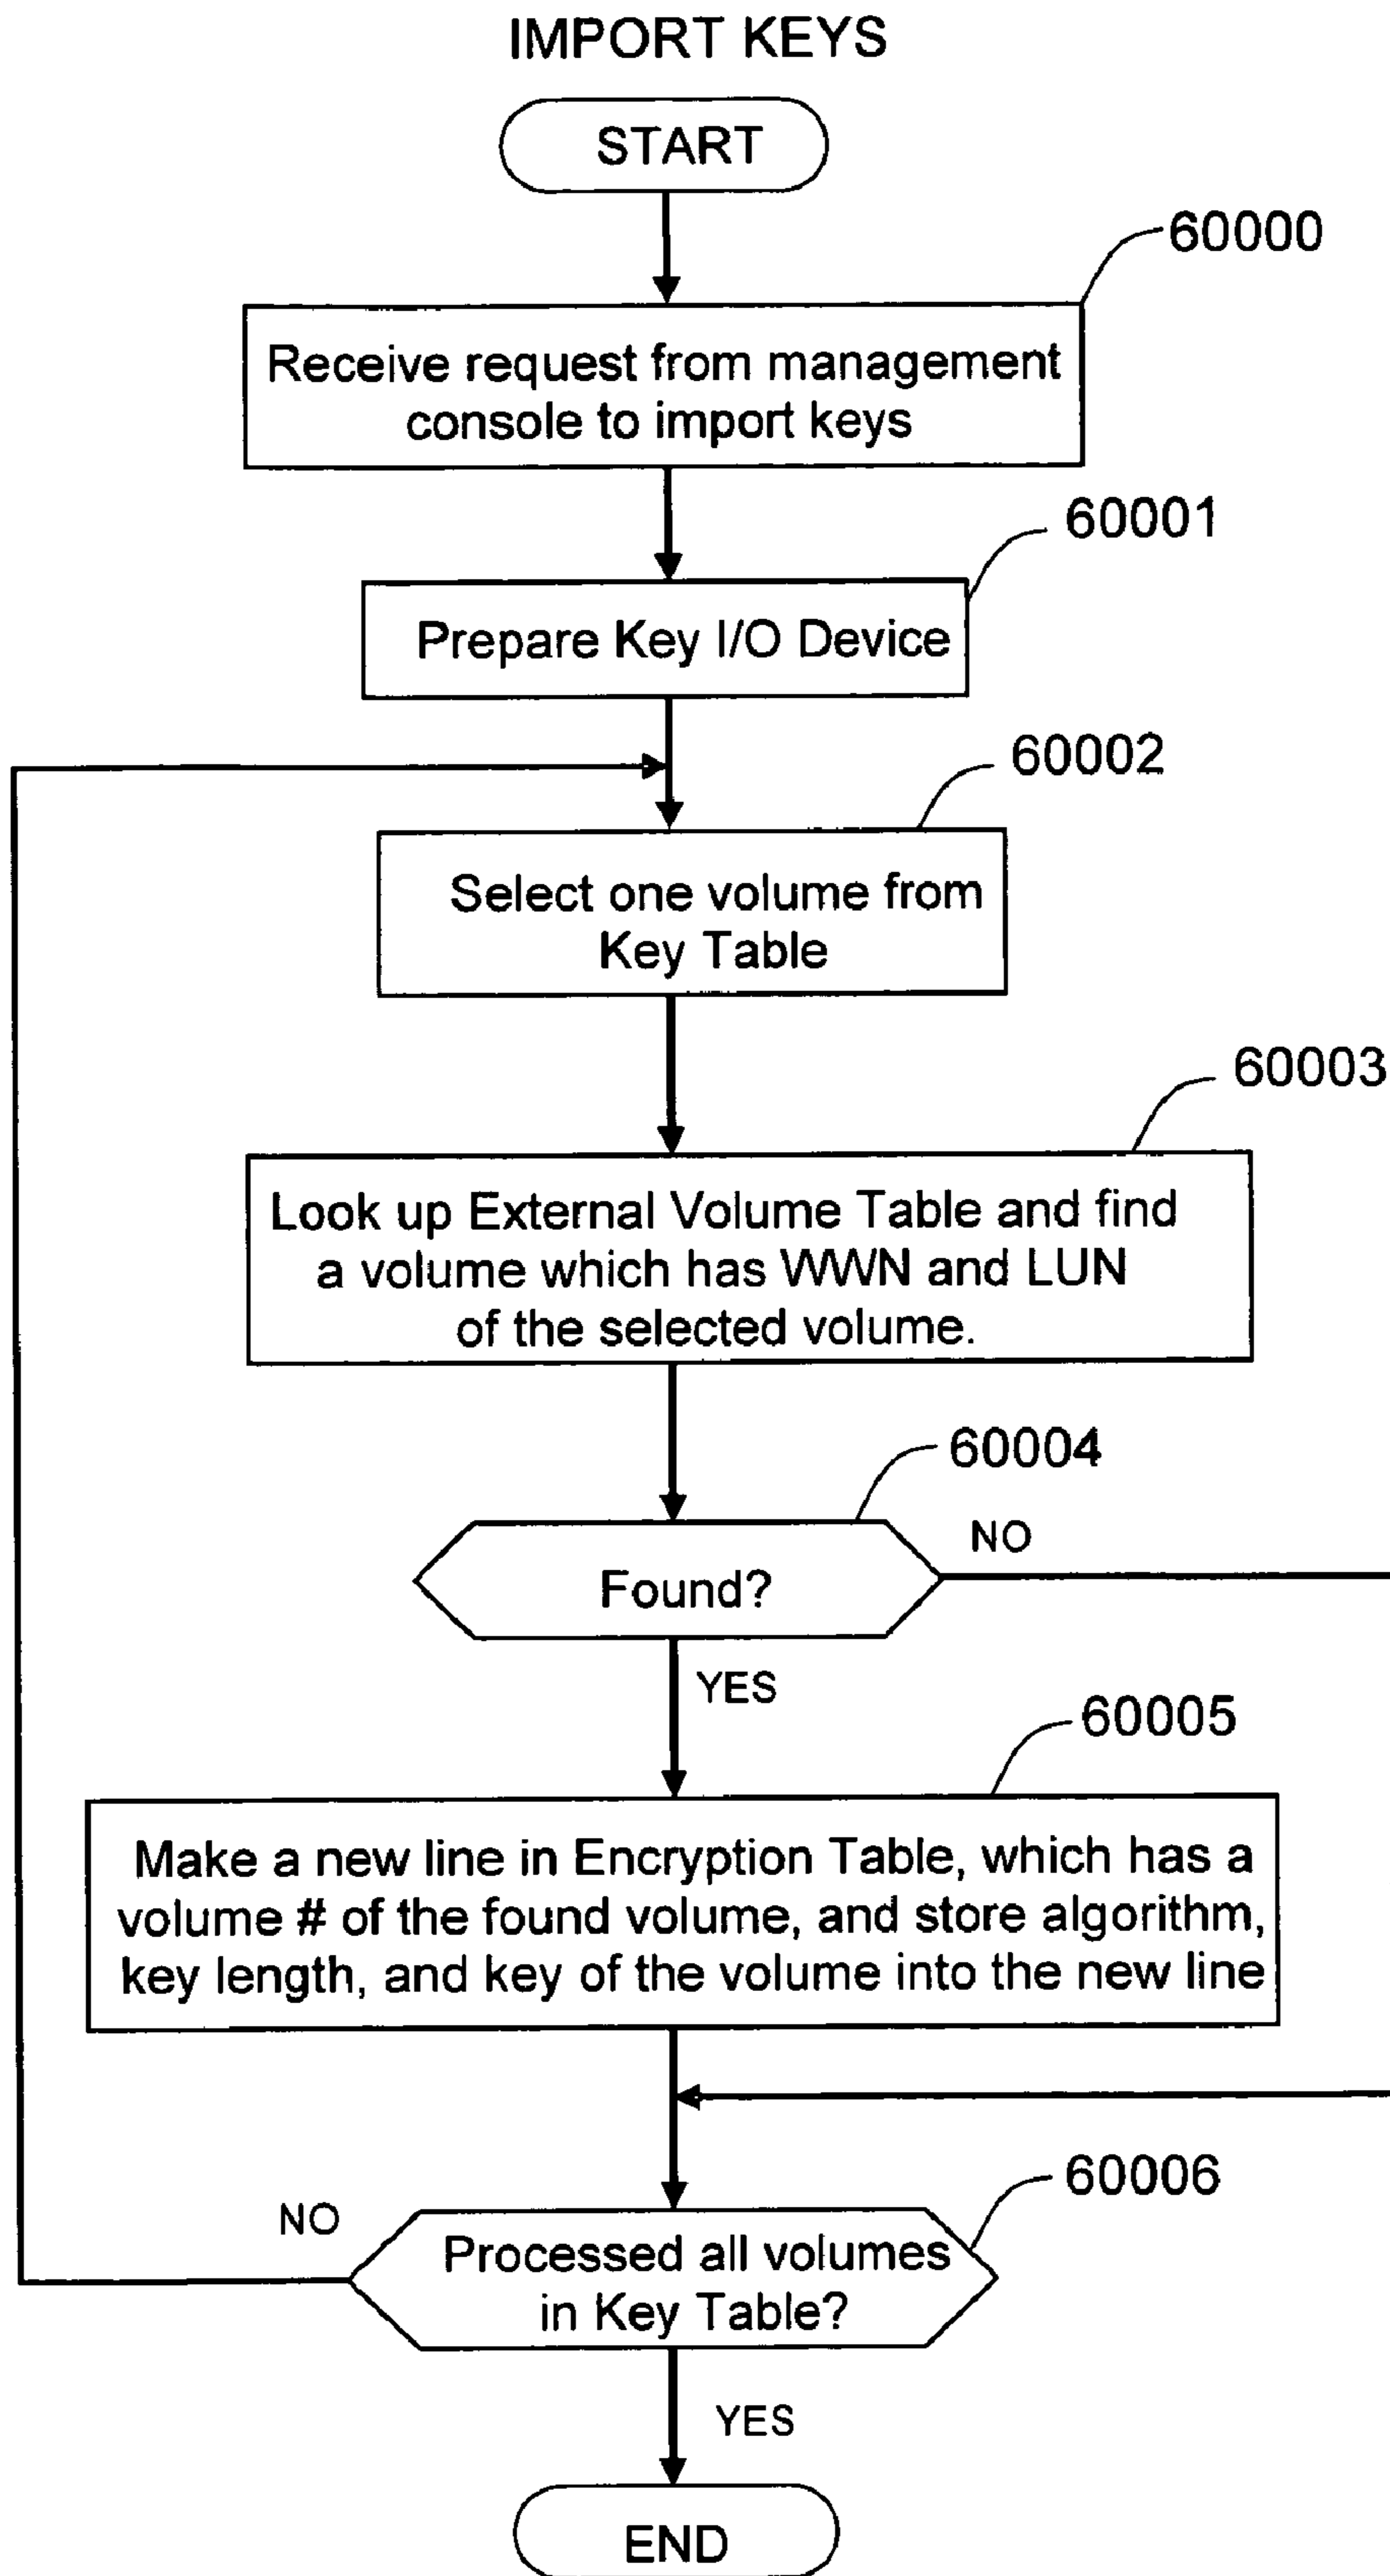 IMPORT KEYS
START
60000
Receive request from management
console to import keys
60001
Prepare Key I/O Device
60002
Select one volume from
Key Table
60003
Look up External Volume Table and find
a volume which has WWN and LUN
of the selected volume.
60004
Found?
NO
YES
60005
Make a new line in Encryption Table, which has a
volume # of the found volume, and store algorithm,
key length, and key of the volume into the new line
60006
NO
Processed all volumes
in Key Table?
YES
END